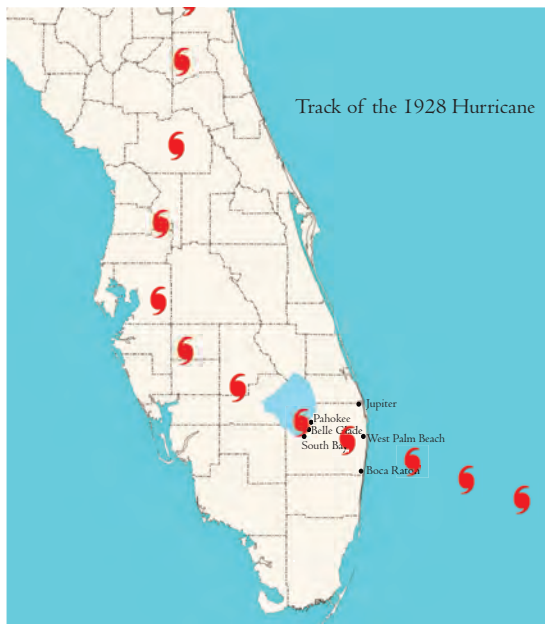 Track of the 1928 Hurricane
Jupiter
Pahokee
Belle Glade
West Palm Beach
South Bay
Boca Raton